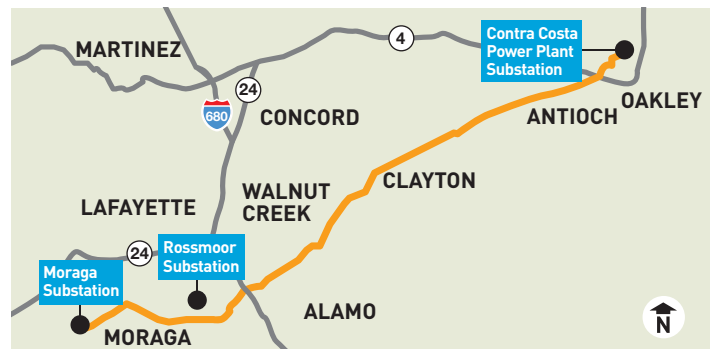 MARTINEZ
4
Contra Costa
Power Plant
Substation
24
680
CONCORD
OAKLEY
ANTIOCH
CLAYTON
WALNUT
CREEK
LAFAYETTE
24
Rossmoor
Substation
Moraga
Substation
ALAMO
MORAGA
N